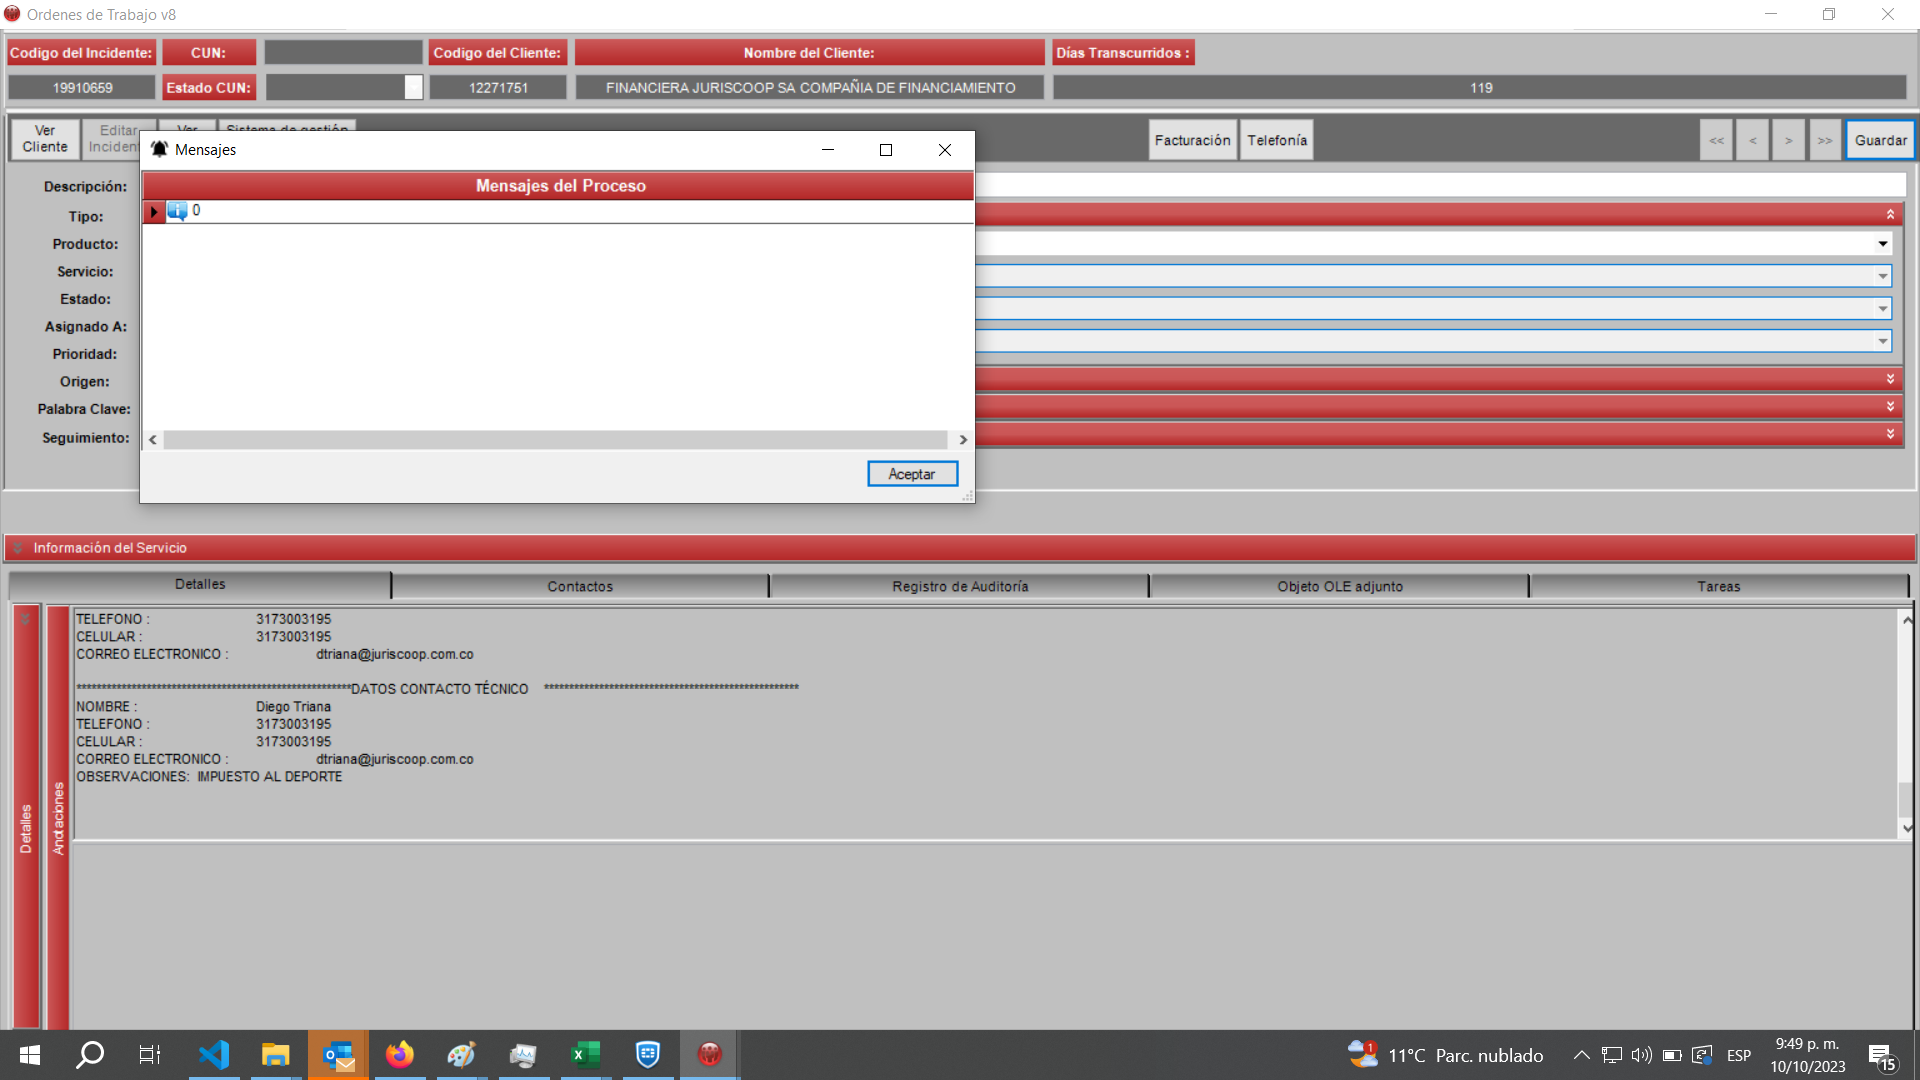 Ordenes de Trabajo v8
Codigo del Incidente: CUN: Codigo del Cliente: Nombre del Cliente: Días Transcurridos :
19910659 Estado CUN: 12271751 FINANCIERA JURISCOOP SA COMPAÑIA DE FINANCIAMIENTO 119
Ver Cliente Editar Ver Sistema de gestión Facturación Telefonía << < > >> Guardar
Mensajes
Mensajes del Proceso
0
Aceptar
Descripción:
Tipo:
Producto:
Servicio:
Estado:
Asignado A:
Prioridad:
Origen:
Palabra Clave:
Seguimiento:
Información del Servicio
Detalles Contactos Registro de Auditoría Objeto OLE adjunto Tareas
Detalles
Anotaciones
TELEFONO : 3173003195
CELULAR : 3173003195
CORREO ELECTRONICO : dtriana@juriscoop.com.co
*******************************************************DATOS CONTACTO TÉCNICO ***************************************************
NOMBRE : Diego Triana
TELEFONO : 3173003195
CELULAR : 3173003195
CORREO ELECTRONICO : dtriana@juriscoop.com.co
OBSERVACIONES: IMPUESTO AL DEPORTE
1 11°C Parc. nublado ESP 9:49 p. m.
10/10/2023 15